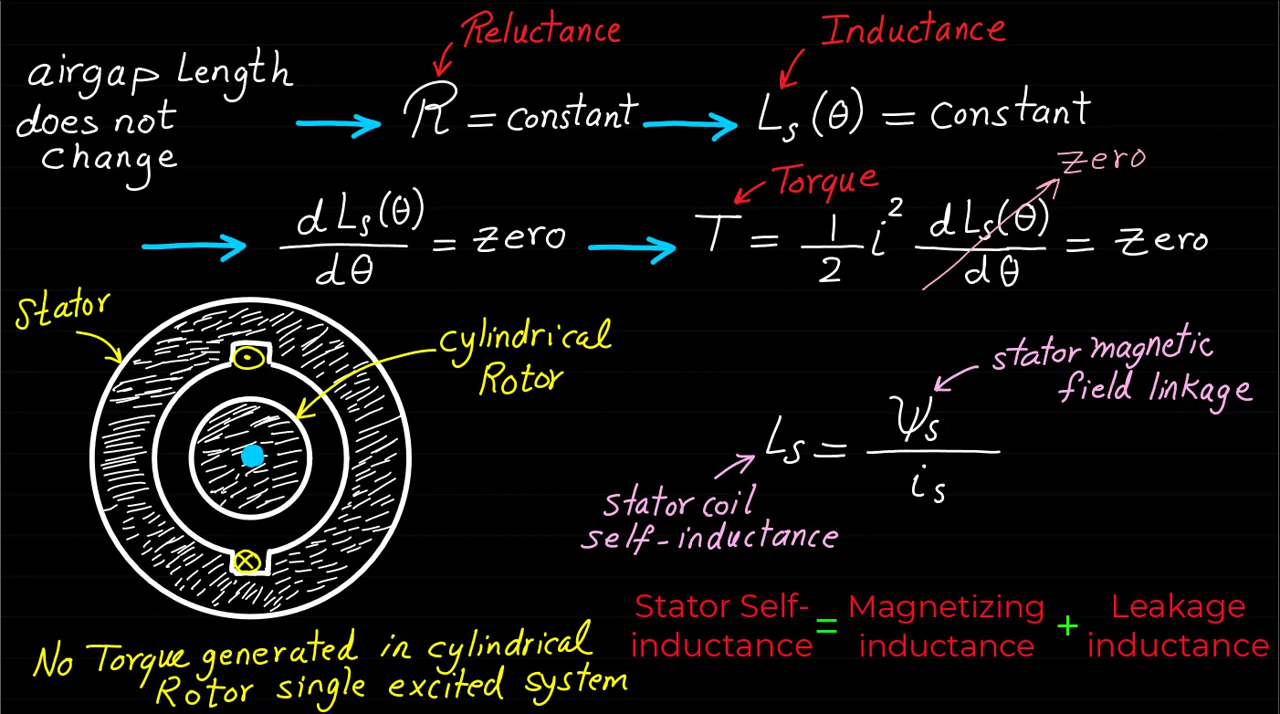 Reluctance
Inductance
airgap Length
does not
change
ℛ = constant
Ls (θ) = constant
zero
Torque
dLs(θ)/dθ = zero
T = 1/2 i² dLs(θ)/dθ = zero
stator
cylindrical
Rotor
stator magnetic
field linkage
Ls = ψs/is
stator coil
self-inductance
Stator Self-
inductance
=
Magnetizing
inductance
+
Leakage
inductance
No Torque generated in cylindrical
Rotor single excited system